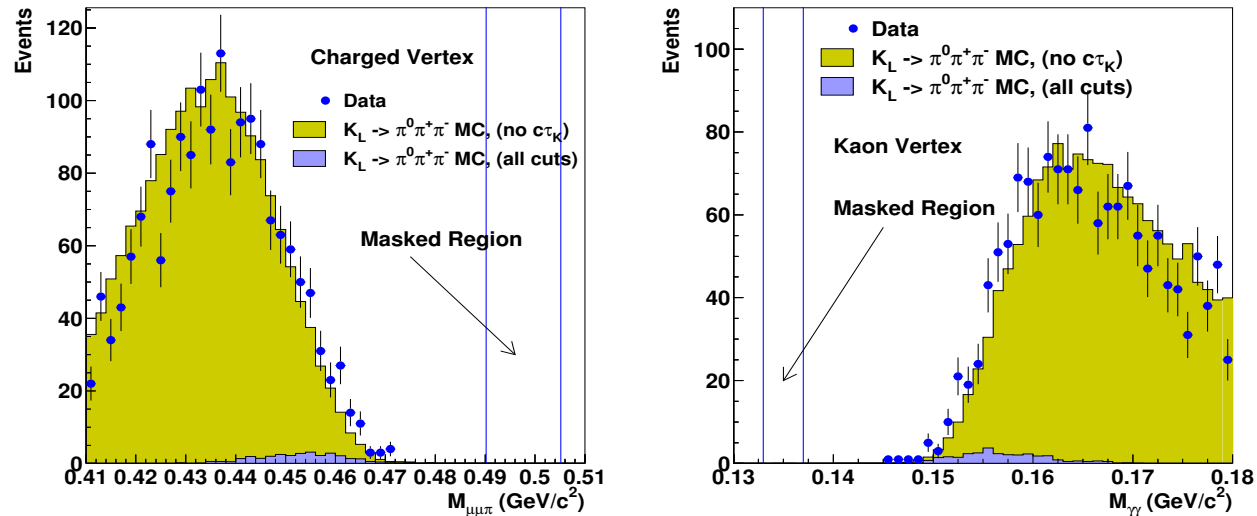 Events
120
100
80
60
40
20
0
Charged Vertex
Data
K_L -> π⁰π⁺π⁻ MC, (no cτ_K)
K_L -> π⁰π⁺π⁻ MC, (all cuts)
Masked Region
0.41 0.42 0.43 0.44 0.45 0.46 0.47 0.48 0.49 0.5 0.51
M_μμπ (GeV/c²)
Events
100
80
60
40
20
0
Data
K_L -> π⁰π⁺π⁻ MC, (no cτ_K)
K_L -> π⁰π⁺π⁻ MC, (all cuts)
Kaon Vertex
Masked Region
0.13 0.14 0.15 0.16 0.17 0.18
M_γγ (GeV/c²)